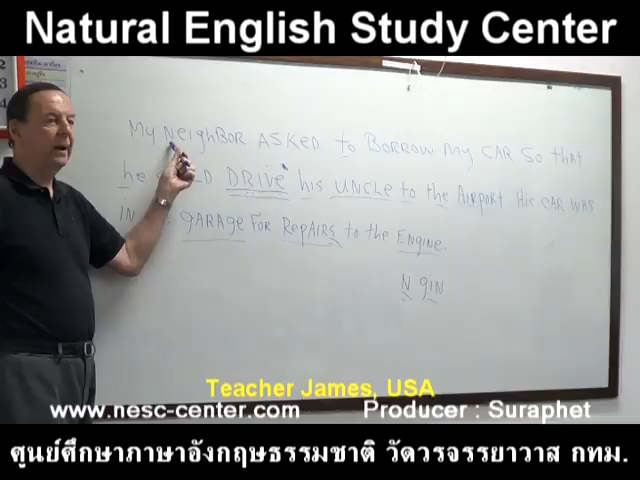 Natural English Study Center
My NeighBOR ASKED to BORROW My CAR SO that
he DRIVE his UNCLE to the AIRPORT His CAR WAS
IN GARAGE FOR REPAIRS to the ENGINE.
N gIN
Teacher James, USA
www.nesc-center.com Producer : Suraphet
ศูนย์ศึกษาภาษาอังกฤษธรรมชาติ วัดวรจรรยาวาส กทม.